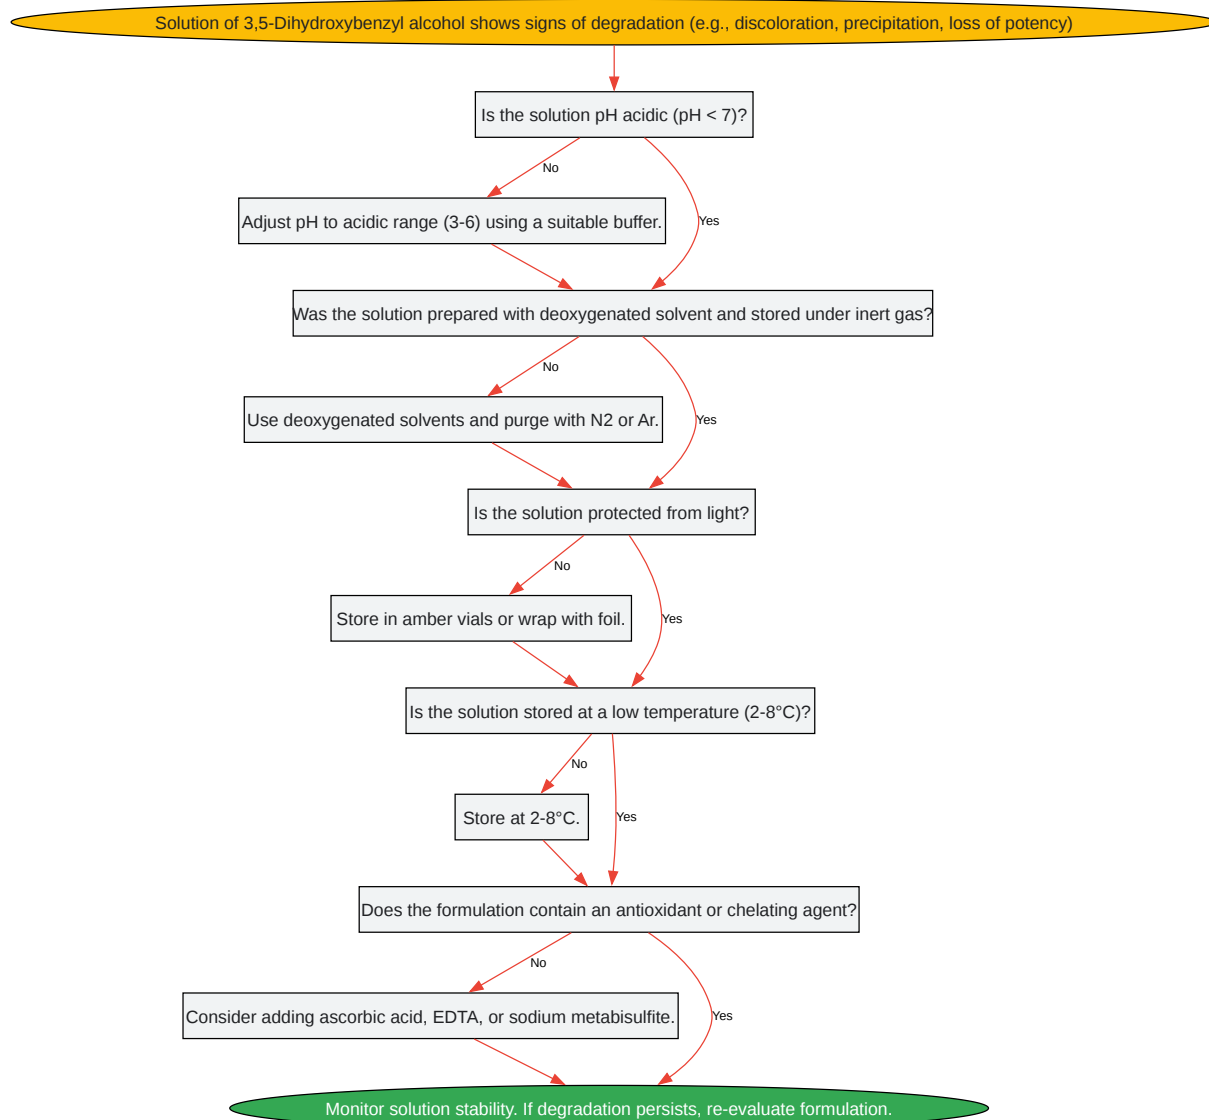 Solution of 3,5-Dihydroxybenzyl alcohol shows signs of degradation (e.g., discoloration, precipitation, loss of potency)
Is the solution pH acidic (pH < 7)?
No
Adjust pH to acidic range (3-6) using a suitable buffer.
Yes
Was the solution prepared with deoxygenated solvent and stored under inert gas?
No
Use deoxygenated solvents and purge with N2 or Ar.
Yes
Is the solution protected from light?
No
Store in amber vials or wrap with foil.
Yes
Is the solution stored at a low temperature (2-8°C)?
No
Store at 2-8°C.
Yes
Does the formulation contain an antioxidant or chelating agent?
No
Consider adding ascorbic acid, EDTA, or sodium metabisulfite.
Yes
Monitor solution stability. If degradation persists, re-evaluate formulation.